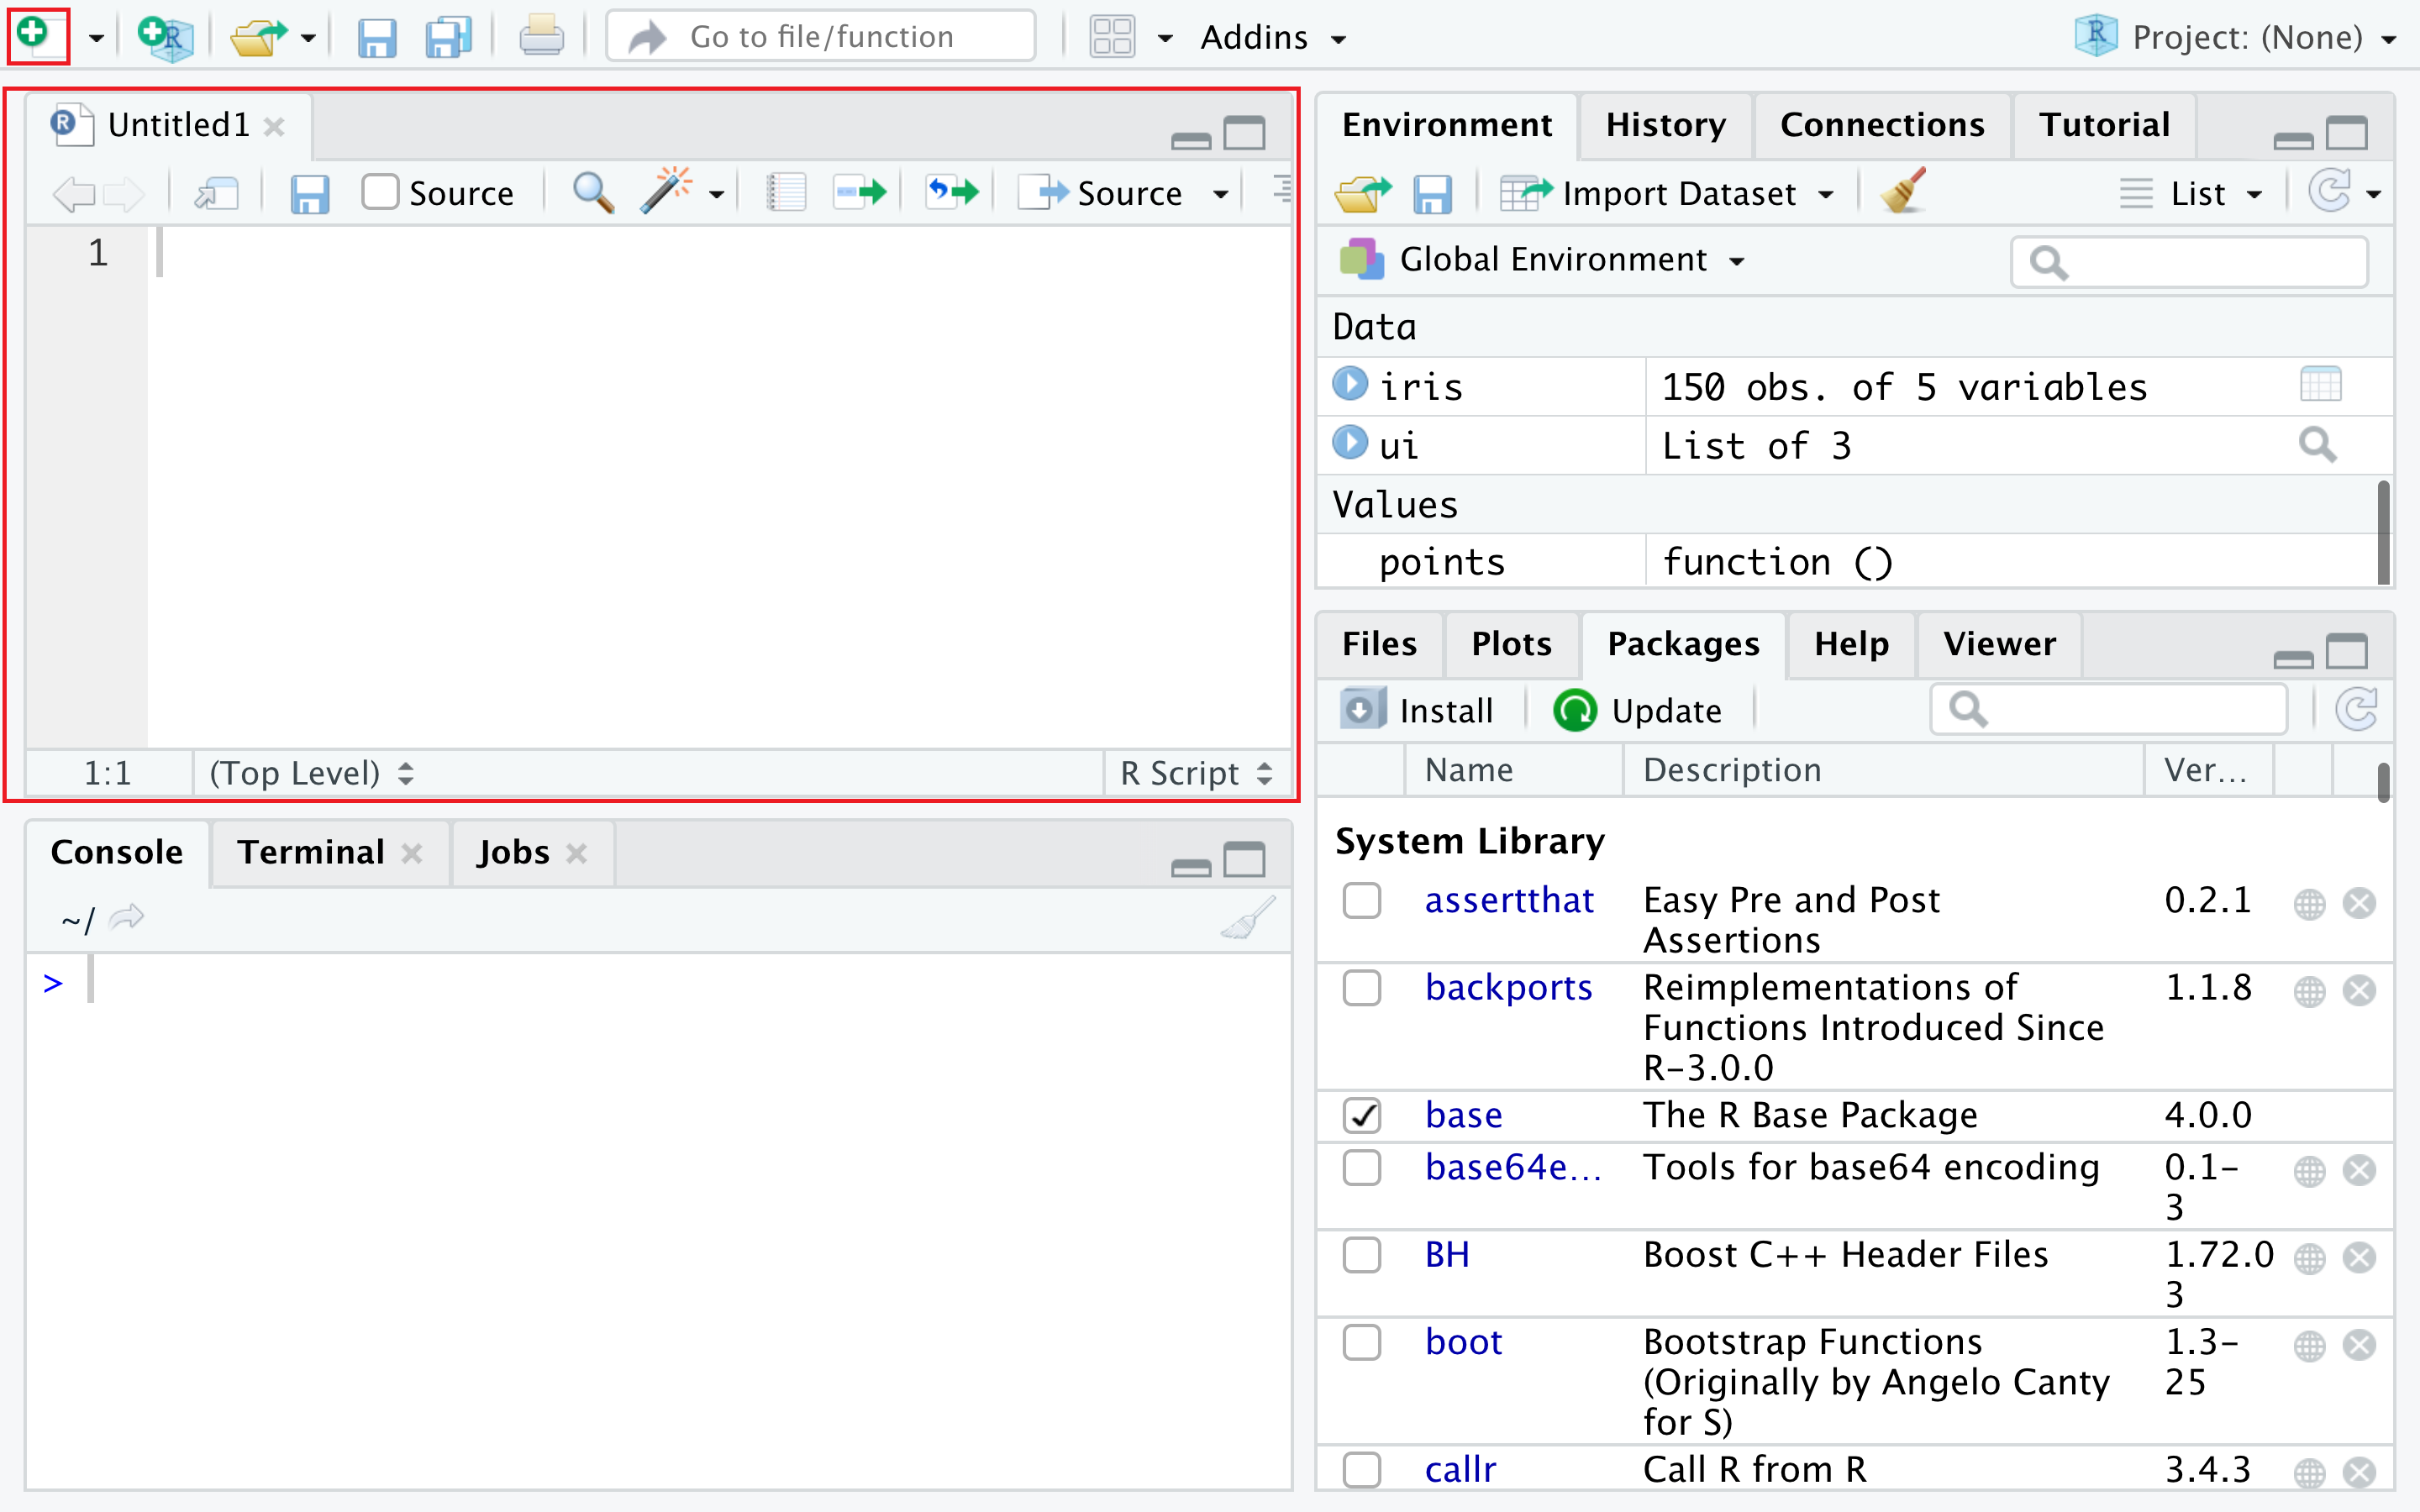 Go to file/function
Addins
Project: (None)
Untitled1
Source
Source
1
1:1
(Top Level)
R Script
Console
Terminal
Jobs
~/
>
Environment
History
Connections
Tutorial
Import Dataset
List
Global Environment
Data
iris 150 obs. of 5 variables
ui List of 3
Values
points function ()
Files
Plots
Packages
Help
Viewer
Install
Update
Name Description Ver...
System Library
assertthat Easy Pre and Post 0.2.1
Assertions
backports Reimplementations of 1.1.8
Functions Introduced Since
R-3.0.0
base The R Base Package 4.0.0
base64e... Tools for base64 encoding 0.1-
3
BH Boost C++ Header Files 1.72.0
3
boot Bootstrap Functions 1.3-
(Originally by Angelo Canty 25
for S)
callr Call R from R 3.4.3